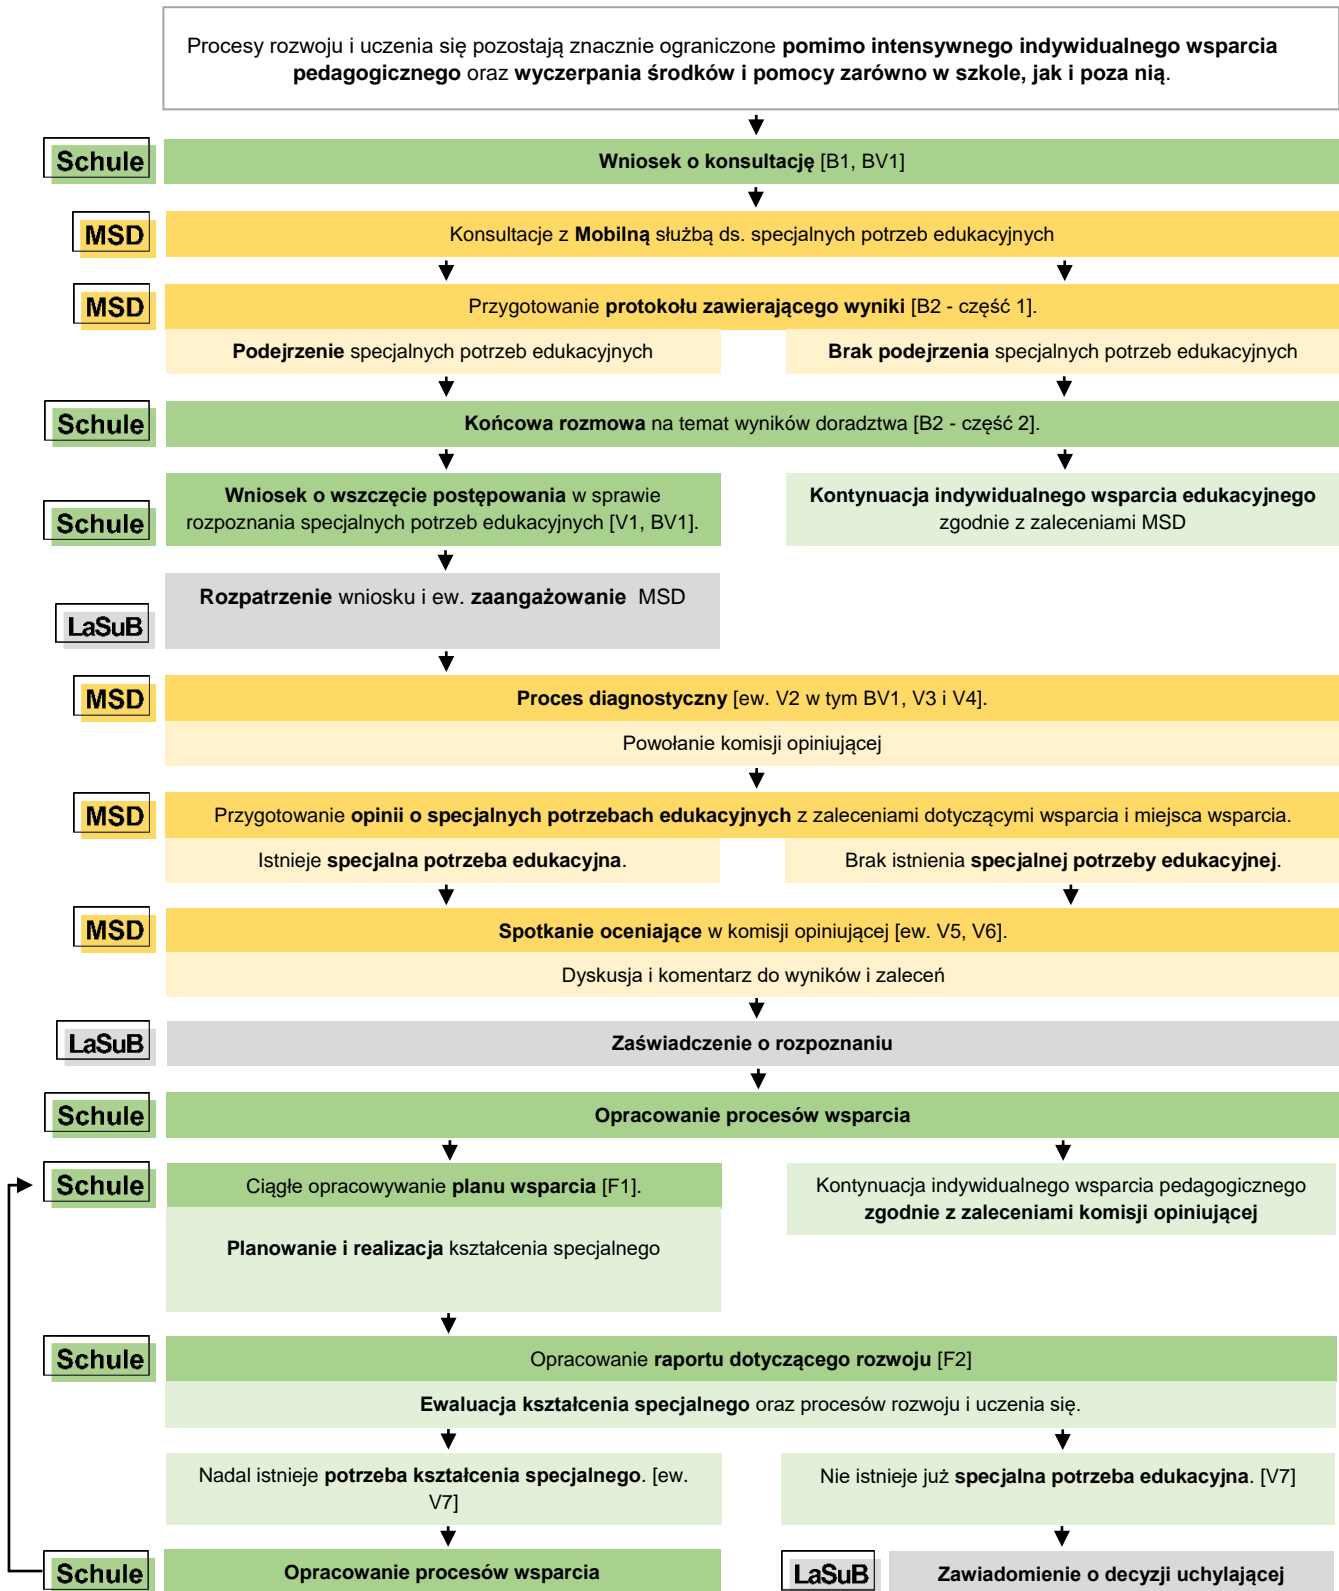 Procesy rozwoju i uczenia się pozostają znacznie ograniczone pomimo intensywnego indywidualnego wsparcia
pedagogicznego oraz wyczerpania środków i pomocy zarówno w szkole, jak i poza nią.
Schule
Wniosek o konsultację [B1, BV1]
MSD
Konsultacje z Mobilną służbą ds. specjalnych potrzeb edukacyjnych
MSD
Przygotowanie protokołu zawierającego wyniki [B2 - część 1].
Podejrzenie specjalnych potrzeb edukacyjnych
Brak podejrzenia specjalnych potrzeb edukacyjnych
Schule
Końcowa rozmowa na temat wyników doradztwa [B2 - część 2].
Schule
Wniosek o wszczęcie postępowania w sprawie
rozpoznania specjalnych potrzeb edukacyjnych [V1, BV1].
Kontynuacja indywidualnego wsparcia edukacyjnego
zgodnie z zaleceniami MSD
LaSuB
Rozpatrzenie wniosku i ew. zaangażowanie MSD
MSD
Proces diagnostyczny [ew. V2 w tym BV1, V3 i V4].
Powołanie komisji opiniującej
MSD
Przygotowanie opinii o specjalnych potrzebach edukacyjnych z zaleceniami dotyczącymi wsparcia i miejsca wsparcia.
Istnieje specjalna potrzeba edukacyjna.
Brak istnienia specjalnej potrzeby edukacyjnej.
MSD
Spotkanie oceniające w komisji opiniującej [ew. V5, V6].
Dyskusja i komentarz do wyników i zaleceń
LaSuB
Zaświadczenie o rozpoznaniu
Schule
Opracowanie procesów wsparcia
Schule
Ciągłe opracowywanie planu wsparcia [F1].
Planowanie i realizacja kształcenia specjalnego
Kontynuacja indywidualnego wsparcia pedagogicznego
zgodnie z zaleceniami komisji opiniującej
Schule
Opracowanie raportu dotyczącego rozwoju [F2]
Ewaluacja kształcenia specjalnego oraz procesów rozwoju i uczenia się.
Nadal istnieje potrzeba kształcenia specjalnego. [ew.
V7]
Nie istnieje już specjalna potrzeba edukacyjna. [V7]
Schule
Opracowanie procesów wsparcia
LaSuB
Zawiadomienie o decyzji uchylającej